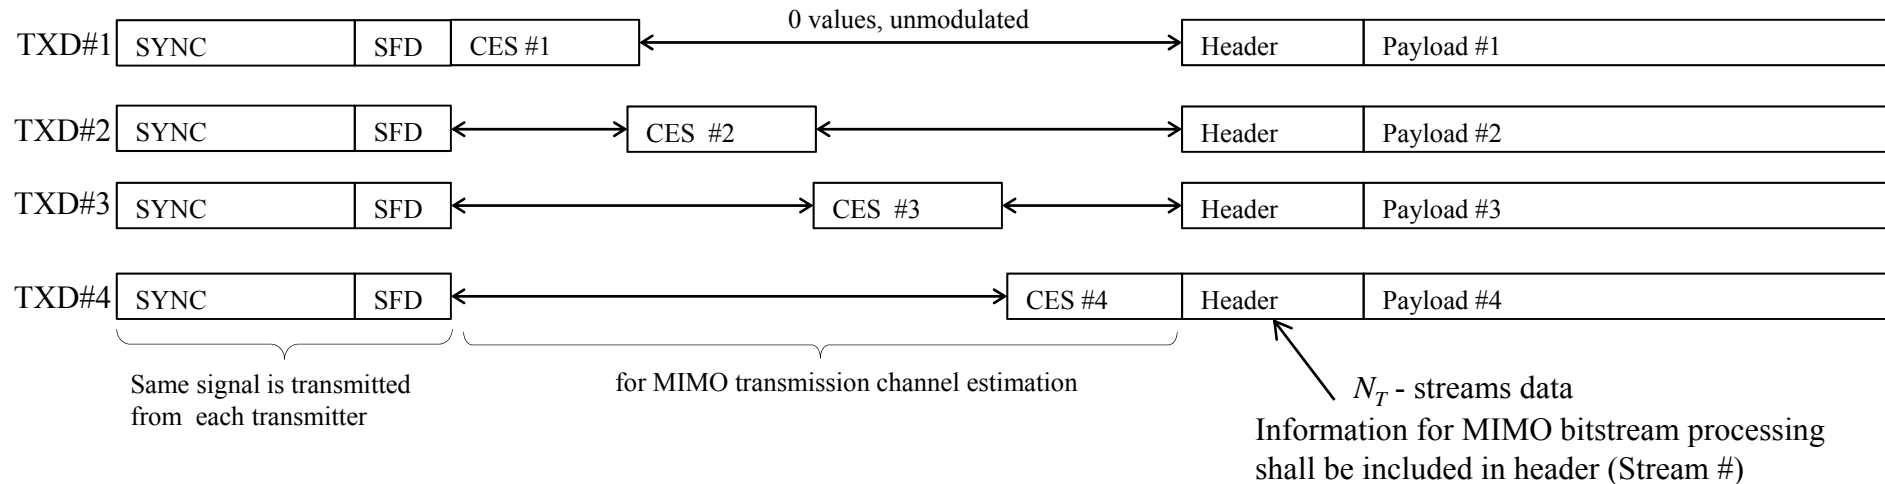 0 values, unmodulated
TXD#1 SYNC SFD CES #1 Header Payload #1
TXD#2 SYNC SFD CES #2 Header Payload #2
TXD#3 SYNC SFD CES #3 Header Payload #3
TXD#4 SYNC SFD CES #4 Header Payload #4
Same signal is transmitted
from each transmitter
for MIMO transmission channel estimation
N_T - streams data
Information for MIMO bitstream processing
shall be included in header (Stream #)